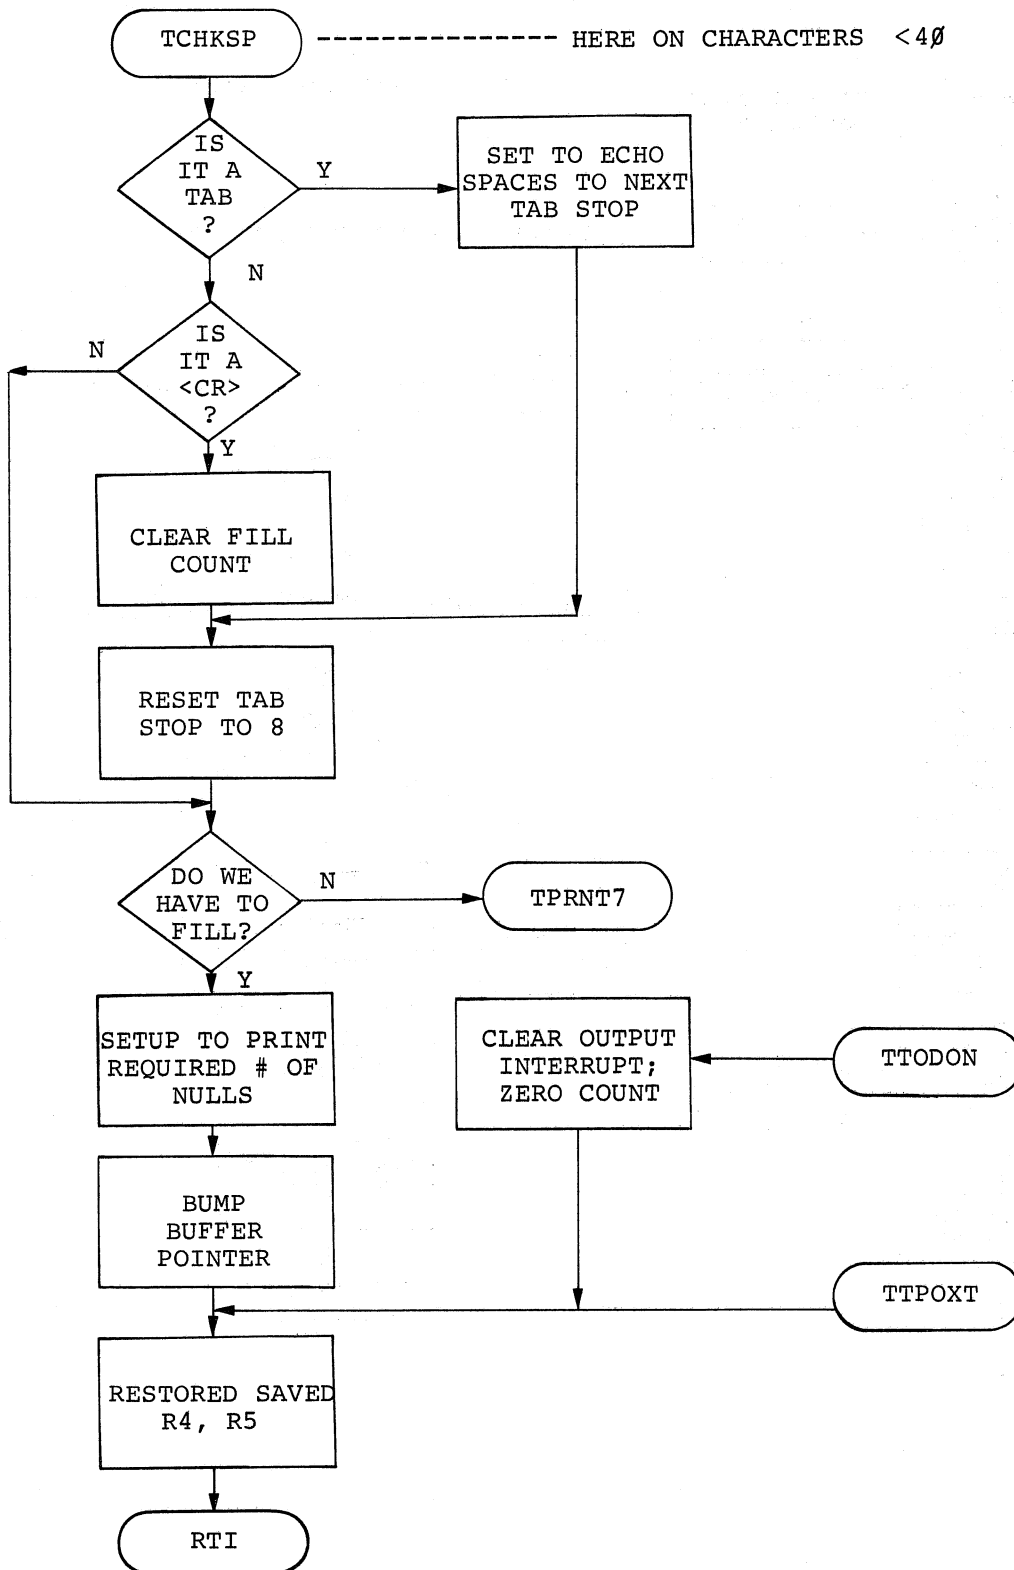 TCHKSP ------------------ HERE ON CHARACTERS <4Ø
IS
IT A
TAB
?
Y
SET TO ECHO
SPACES TO NEXT
TAB STOP
N
IS
IT A
<CR>
?
N
Y
CLEAR FILL
COUNT
RESET TAB
STOP TO 8
DO WE
HAVE TO
FILL?
N
TPRNT7
Y
SETUP TO PRINT
REQUIRED # OF
NULLS
CLEAR OUTPUT
INTERRUPT;
ZERO COUNT
TTODON
BUMP
BUFFER
POINTER
TTPOXT
RESTORED SAVED
R4, R5
RTI